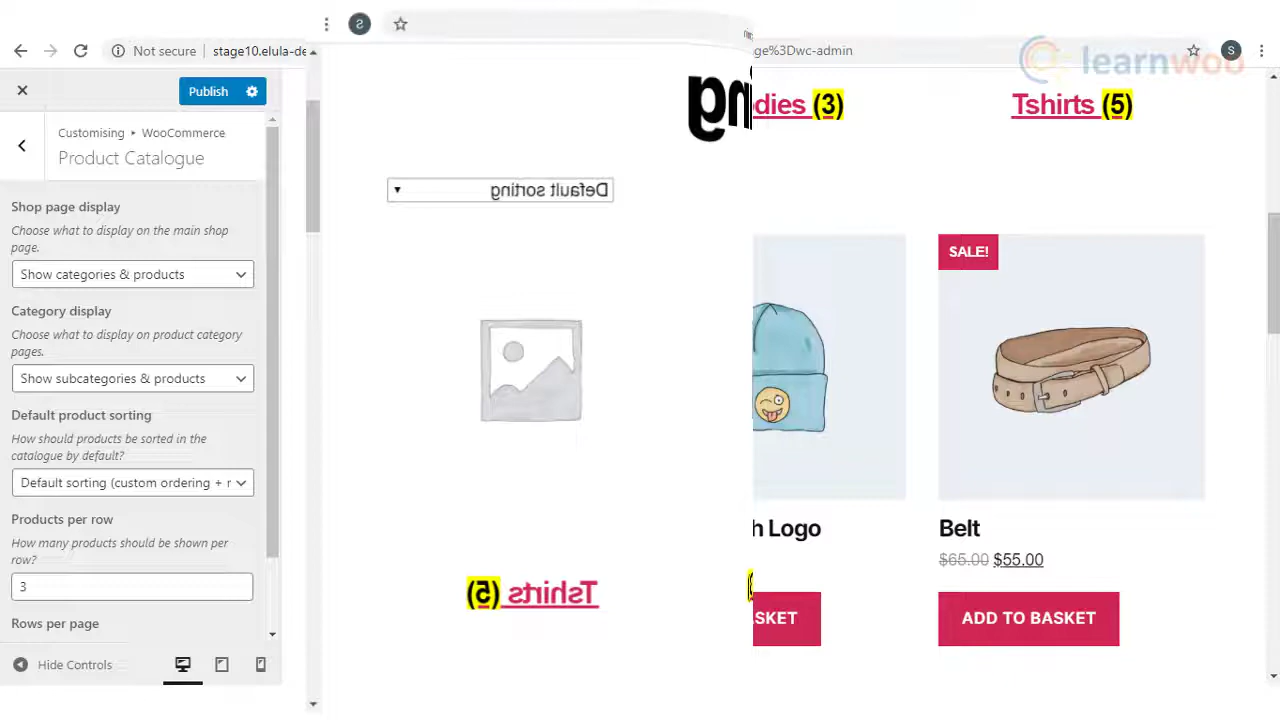 Not secure
stage10.elula-de
age%3Dwc-admin
S
S
learnwoo
Publish
Customising ▸ WooCommerce
Product Catalogue
Shop page display
Choose what to display on the main shop
page.
Show categories & products
Category display
Choose what to display on product category
pages.
Show subcategories & products
Default product sorting
How should products be sorted in the
catalogue by default?
Default sorting (custom ordering + r
Products per row
How many products should be shown per
row?
3
Rows per page
Hide Controls
ng
Default sorting
Tshirts (5)
dies (3)
Tshirts (5)
SALE!
h Logo
Belt
$65.00 $55.00
ASKET
ADD TO BASKET